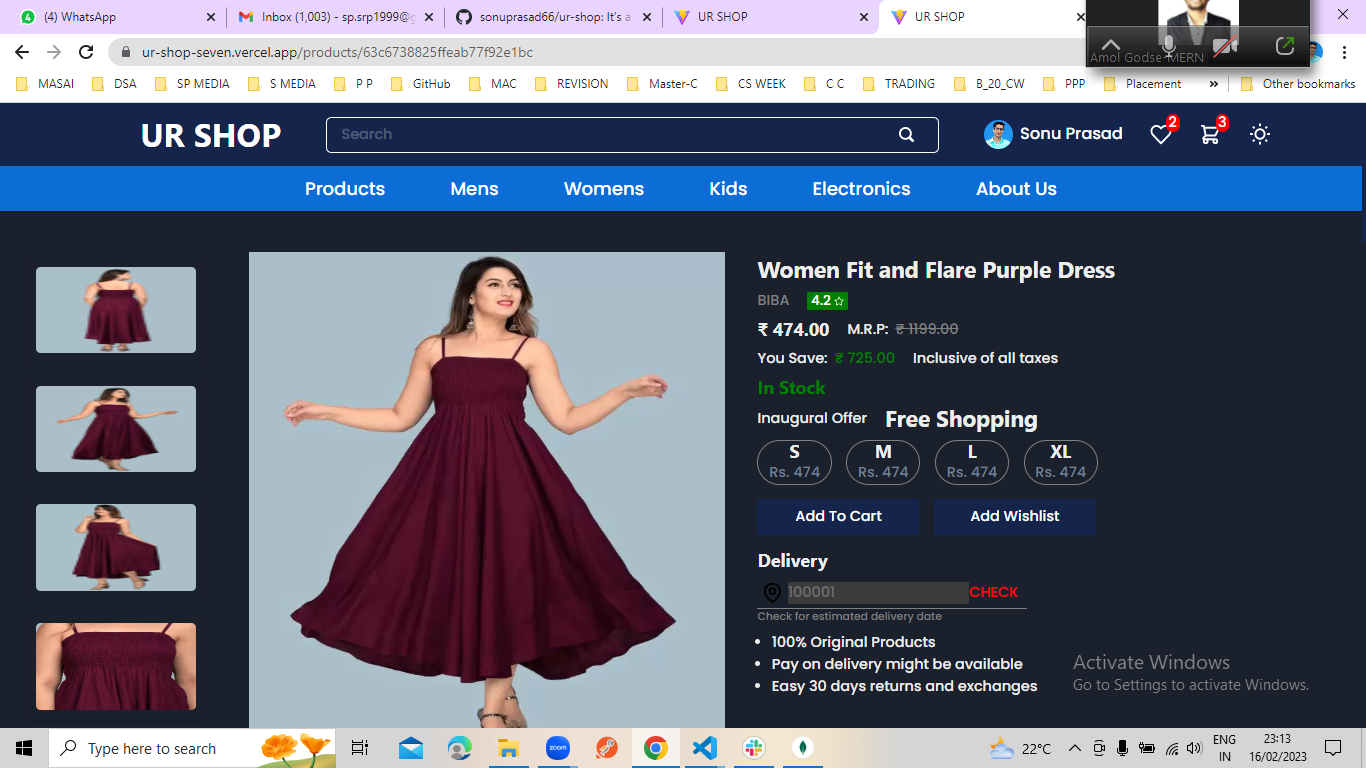 (4) WhatsApp
Inbox (1,003) - sp.srp1999@g
sonuprasad66/ur-shop: It's a
UR SHOP
UR SHOP
ur-shop-seven.vercel.app/products/63c6738825ffeab77f92e1bc
Amol Godse-MERN
MASAI DSA SP MEDIA S MEDIA P P GitHub MAC REVISION Master-C CS WEEK C C TRADING B_20_CW PPP Placement » Other bookmarks
UR SHOP
Search
Sonu Prasad
2
3
Products Mens Womens Kids Electronics About Us
Women Fit and Flare Purple Dress
BIBA 4.2
₹ 474.00 M.R.P: ₹ 1199.00
You Save: ₹ 725.00 Inclusive of all taxes
In Stock
Inaugural Offer Free Shopping
S M L XL
Rs. 474 Rs. 474 Rs. 474 Rs. 474
Add To Cart Add Wishlist
Delivery
100001 CHECK
Check for estimated delivery date
100% Original Products
Pay on delivery might be available
Easy 30 days returns and exchanges
Activate Windows
Go to Settings to activate Windows.
Type here to search
zoom
22°C
ENG
IN
23:13
16/02/2023